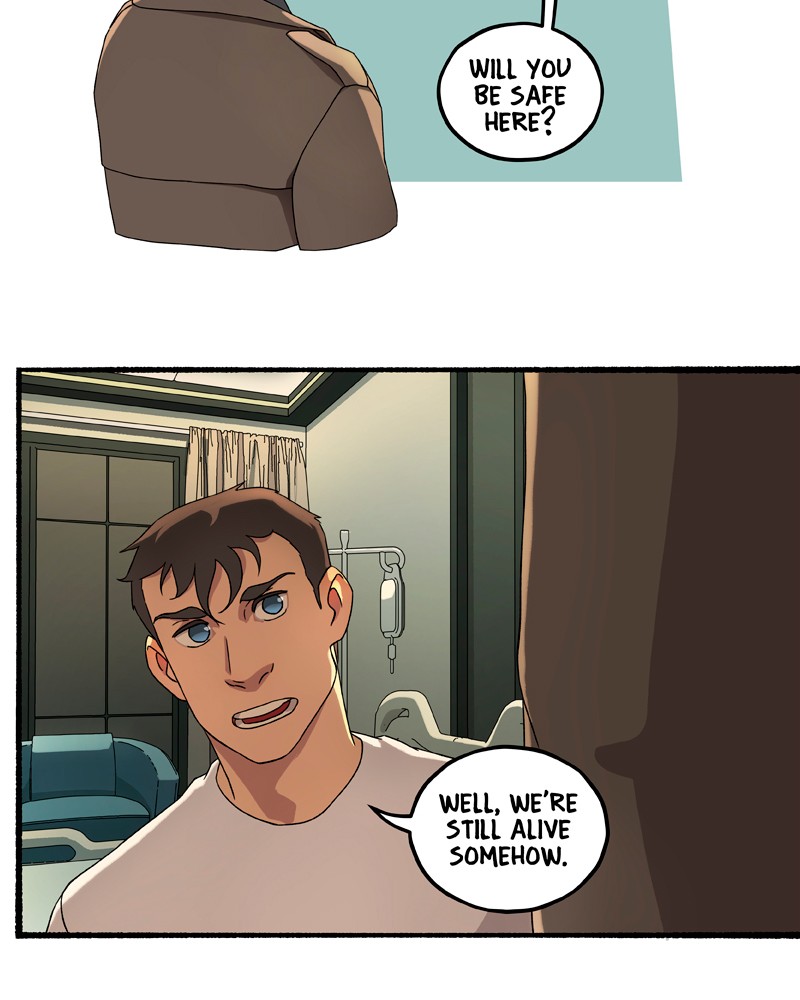 WILL YOU
BE SAFE
HERE?
WELL, WE'RE
STILL ALIVE
SOMEHOW.